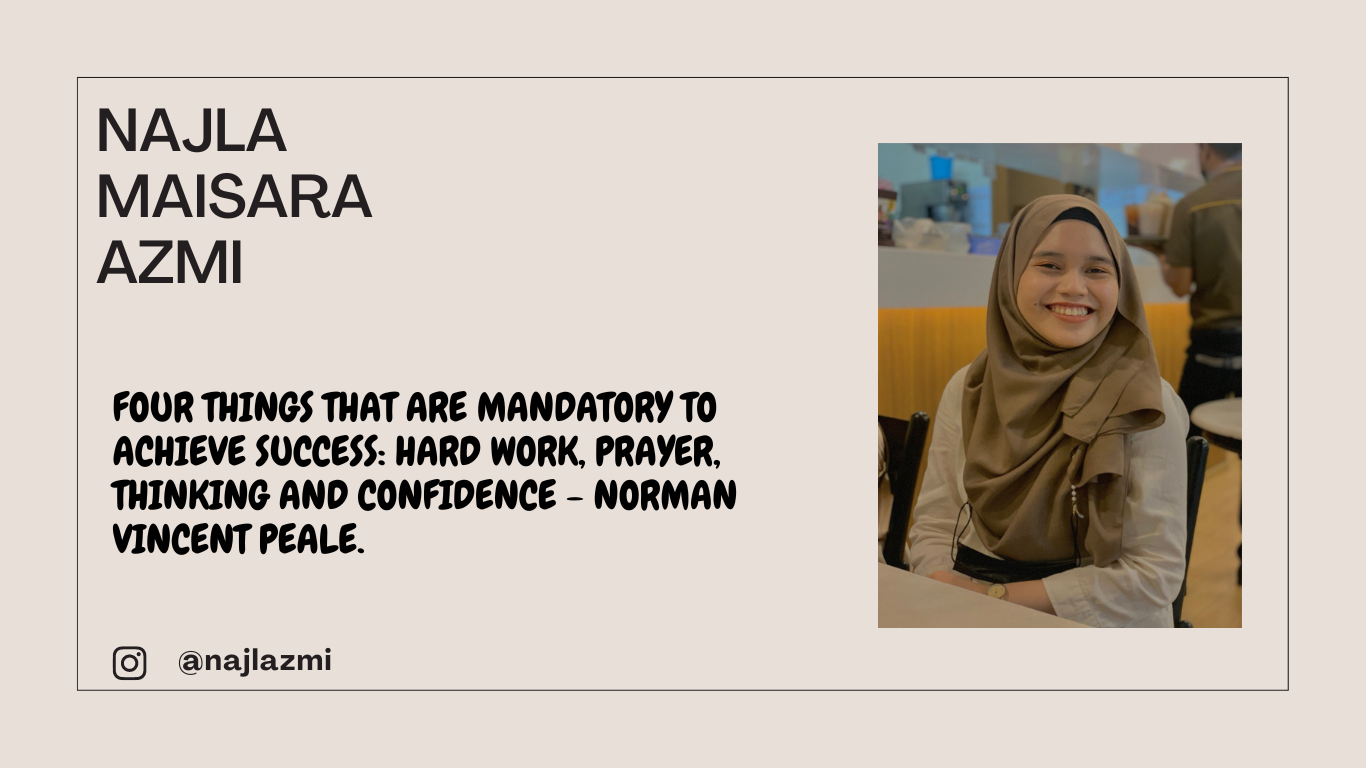 NAJLA
MAISARA
AZMI
FOUR THINGS THAT ARE MANDATORY TO
ACHIEVE SUCCESS: HARD WORK, PRAYER,
THINKING AND CONFIDENCE – NORMAN
VINCENT PEALE.
@najlazmi